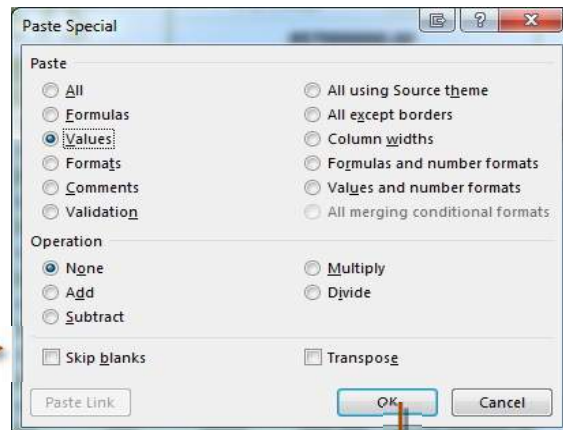 Paste Special
?
Paste
All
Formulas
Values
Formats
Comments
Validation
All using Source theme
All except borders
Column widths
Formulas and number formats
Values and number formats
All merging conditional formats
Operation
None
Add
Subtract
Multiply
Divide
Skip blanks
Transpose
Paste Link
OK
Cancel